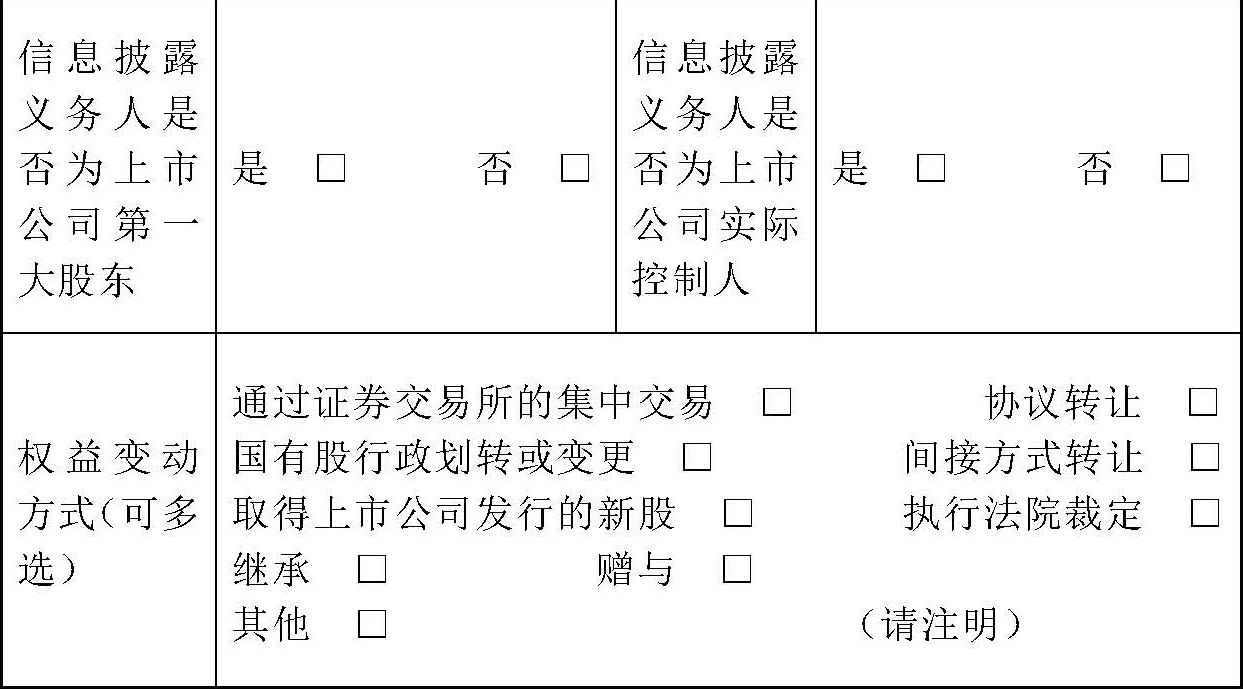 信息披露
义务人是
否为上市
公司第一
大股东
是 □ 否 □
信息披露
义务人是
否为上市
公司实际
控制人
是 □ 否 □
权益变动
方式（可多
选）
通过证券交易所的集中交易 □ 协议转让 □
国有股行政划转或变更 □ 间接方式转让 □
取得上市公司发行的新股 □ 执行法院裁定 □
继承 □ 赠与 □
其他 □ （请注明）